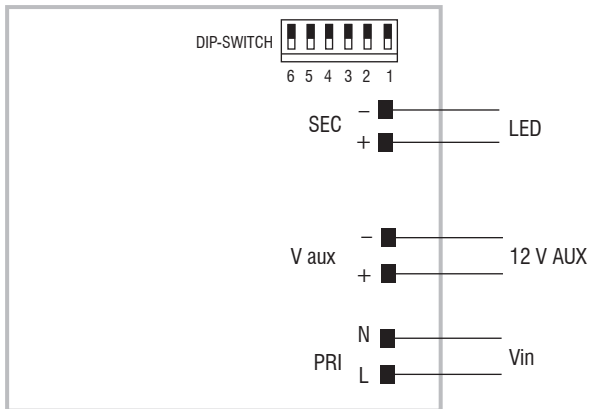 DIP-SWITCH
6 5 4 3 2 1
SEC
−
+
LED
V aux
−
+
12 V AUX
PRI
N
L
Vin